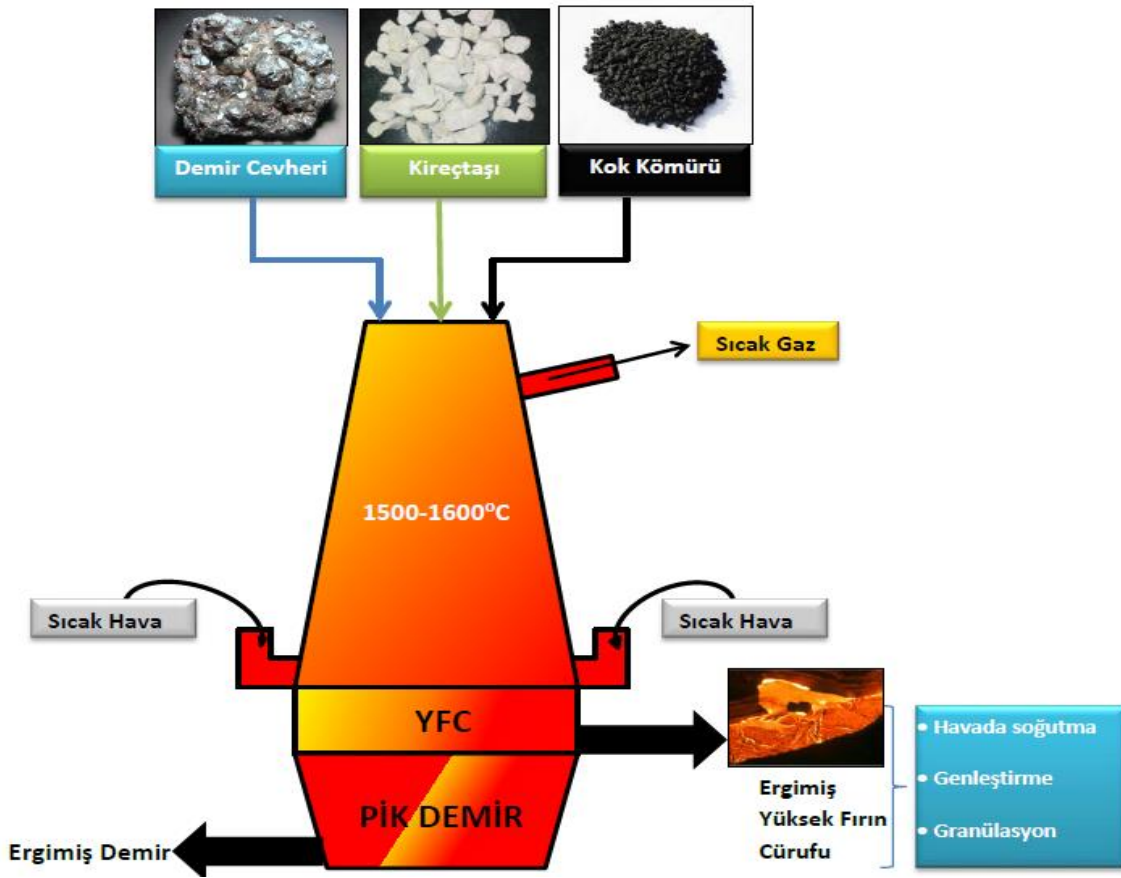 Demir Cevheri
Kireçtaşı
Kok Kömürü
Sıcak Gaz
1500-1600⁰C
Sıcak Hava
Sıcak Hava
YFC
PİK DEMİR
Ergimiş Demir
Ergimiş
Yüksek Fırın
Cürufu
• Havada soğutma
• Genleştirme
• Granülasyon